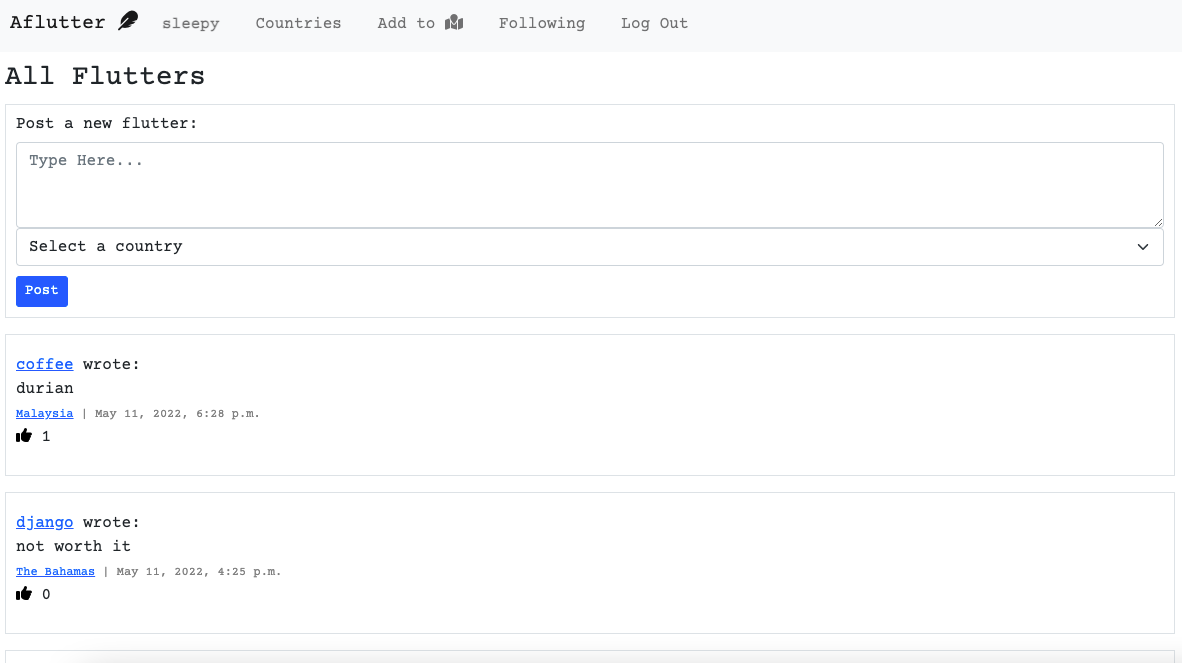 Aflutter sleepy Countries Add to Following Log Out
All Flutters
Post a new flutter:
Type Here...
Select a country
Post
coffee wrote:
durian
Malaysia | May 11, 2022, 6:28 p.m.
1
django wrote:
not worth it
The Bahamas | May 11, 2022, 4:25 p.m.
0